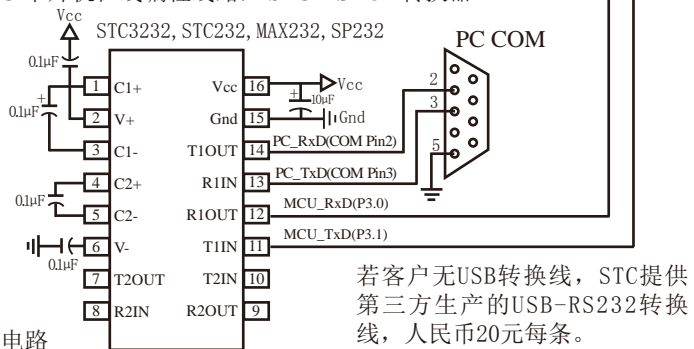 Vcc
STC3232,STC232,MAX232,SP232
PC COM
0.1μF
0.1μF
0.1μF
0.1μF
1 C1+
2 V+
3 C1-
4 C2+
5 C2-
6 V-
7 T2OUT
8 R2IN
Vcc 16
Gnd 15
T1OUT 14
R1IN 13
R1OUT 12
T1IN 11
T2IN 10
R2OUT 9
+
+
Vcc
10μF
Gnd
PC_RxD(COM Pin2)
PC_TxD(COM Pin3)
MCU_RxD(P3.0)
MCU_TxD(P3.1)
2
3
5
若客户无USB转换线，STC提供
第三方生产的USB-RS232转换
线，人民币20元每条。
电路